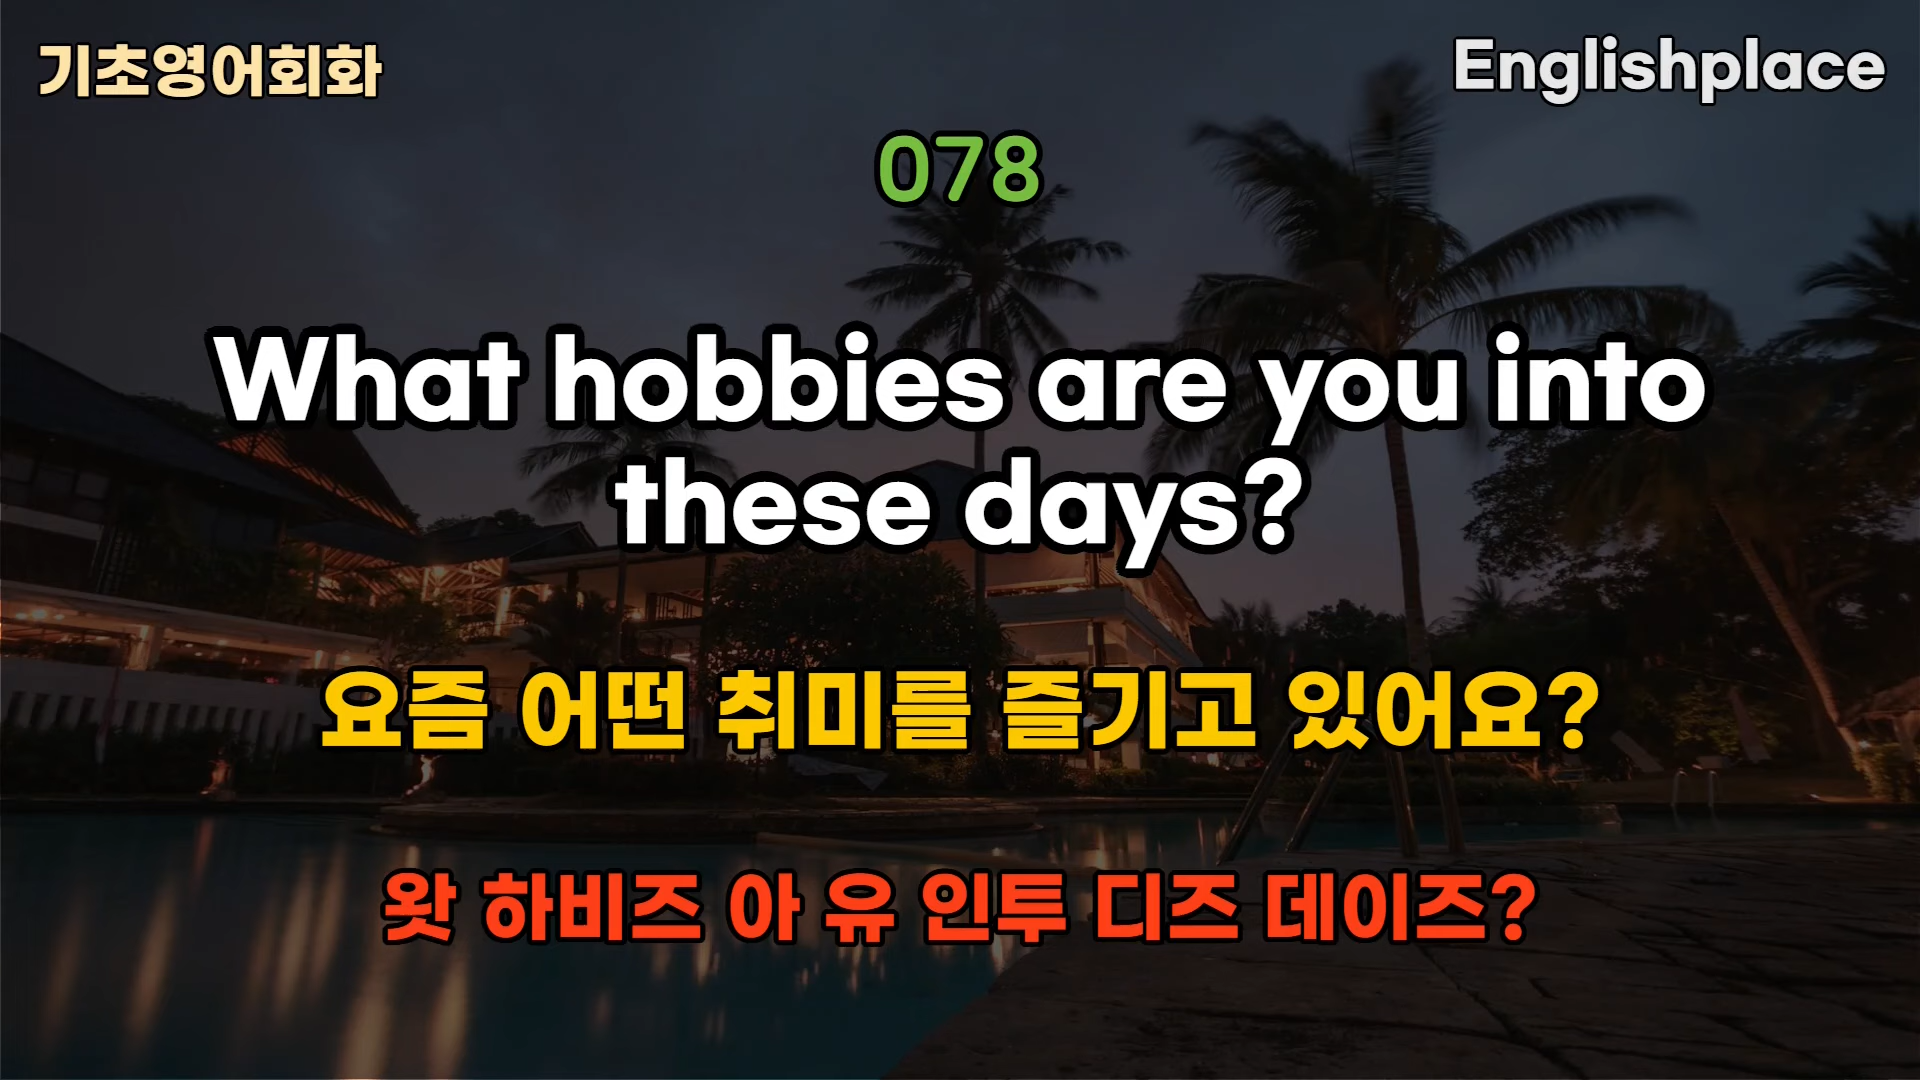 기초영어회화
Englishplace
078
What hobbies are you into
these days?
요즘 어떤 취미를 즐기고 있어요?
왓 하비즈 아 유 인투 디즈 데이즈?